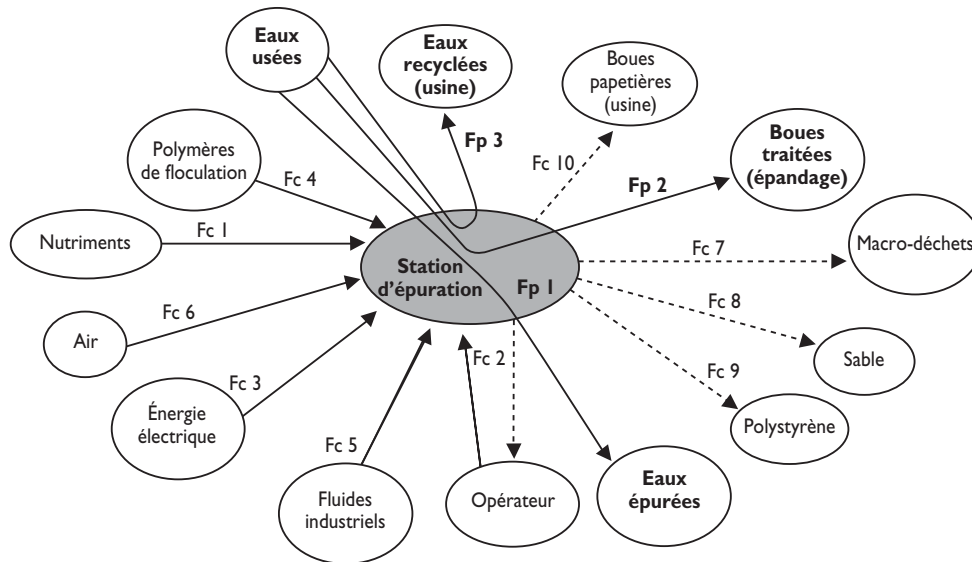 Eaux
usées
Eaux
recyclées
(usine)
Boues
papetières
(usine)
Boues
traitées
(épandage)
Polymères
de floculation
Fc 4
Fp 3
Fc 10
Fp 2
Nutriments
Fc 1
Fc 7
Macro-déchets
Station
d'épuration
Fp 1
Air
Fc 6
Fc 8
Sable
Énergie
électrique
Fc 3
Fc 2
Fc 9
Polystyrène
Fc 5
Fluides
industriels
Opérateur
Eaux
épurées